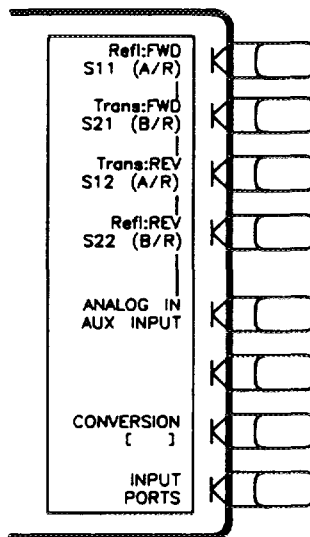 Refl:FWD
S11 (A/R)
Trans:FWD
S21 (B/R)
Trans:REV
S12 (A/R)
Refl:REV
S22 (B/R)
ANALOG IN
AUX INPUT
CONVERSION
[ ]
INPUT
PORTS